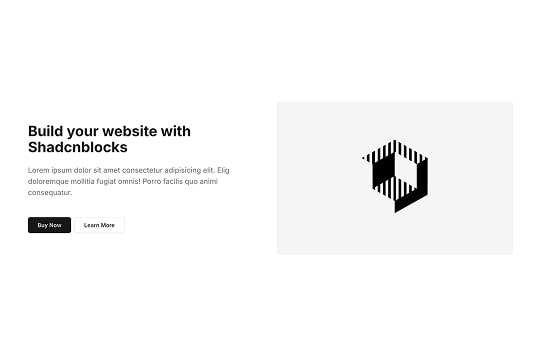 Build your website with
Shadcnblocks
Lorem ipsum dolor sit amet consectetur adipisicing elit. Elig
doloremque mollitia fugiat omnis! Porro facilis quo animi
consequatur.
Buy Now
Learn More